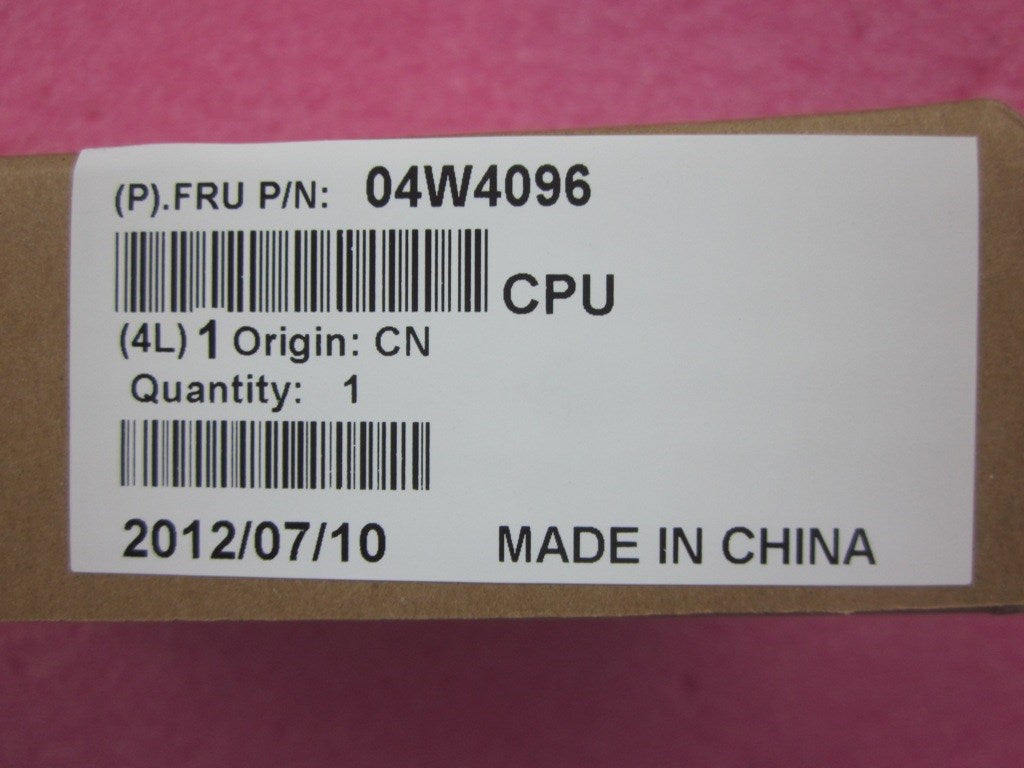 (P).FRU P/N: 04W4096
CPU
(4L) 1 Origin: CN
Quantity: 1
2012/07/10 MADE IN CHINA